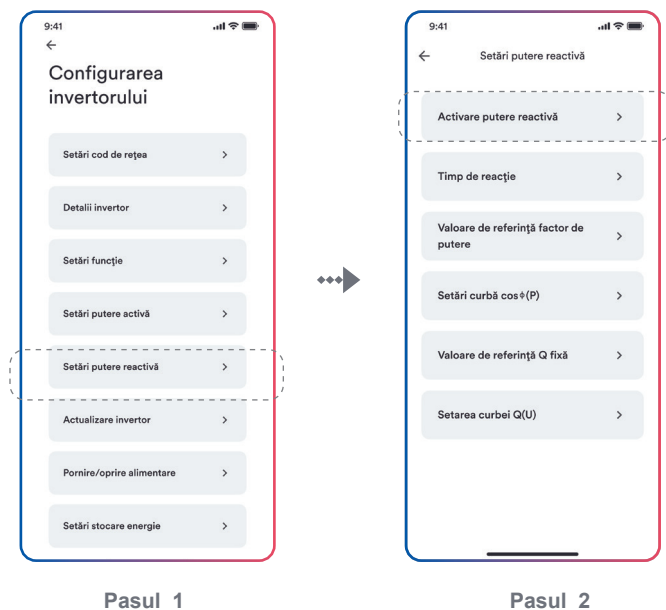 9:41
Configurarea
invertorului
Setări cod de rețea
Detalii invertor
Setări funcție
Setări putere activă
Setări putere reactivă
Actualizare invertor
Pornire/oprire alimentare
Setări stocare energie
Pasul 1
9:41
Setări putere reactivă
Activare putere reactivă
Timp de reacție
Valoare de referință factor de
putere
Setări curbă cosϕ(P)
Valoare de referință Q fixă
Setarea curbei Q(U)
Pasul 2